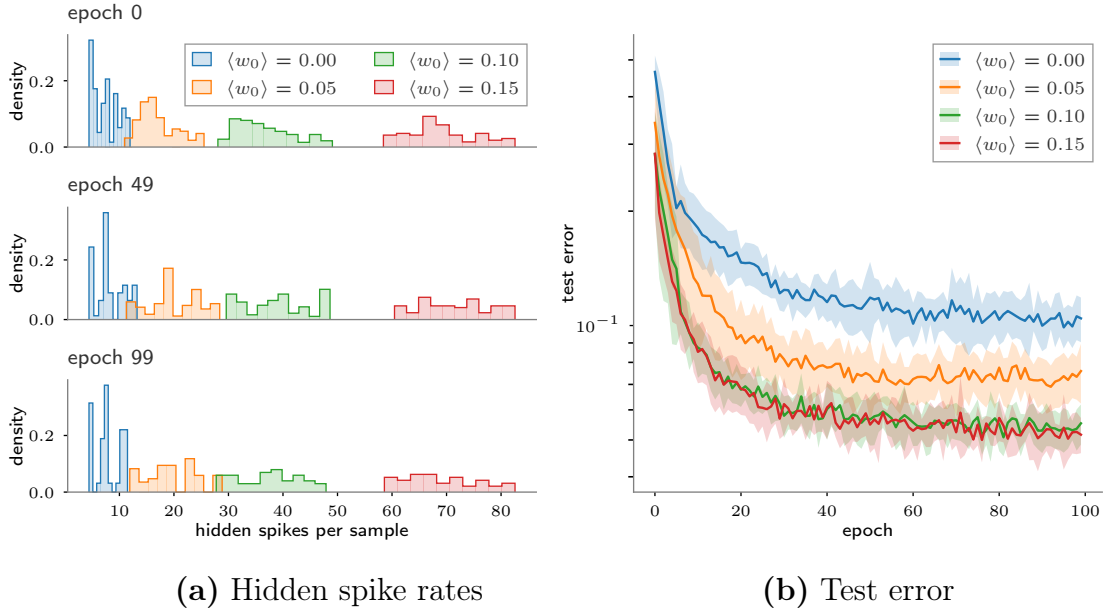 epoch 0
density
0.2
0.0
⟨w₀⟩ = 0.00
⟨w₀⟩ = 0.05
⟨w₀⟩ = 0.10
⟨w₀⟩ = 0.15
epoch 49
density
0.2
0.0
epoch 99
density
0.2
0.0
10 20 30 40 50 60 70 80
hidden spikes per sample
(a) Hidden spike rates
test error
10⁻¹
⟨w₀⟩ = 0.00
⟨w₀⟩ = 0.05
⟨w₀⟩ = 0.10
⟨w₀⟩ = 0.15
0 20 40 60 80 100
epoch
(b) Test error